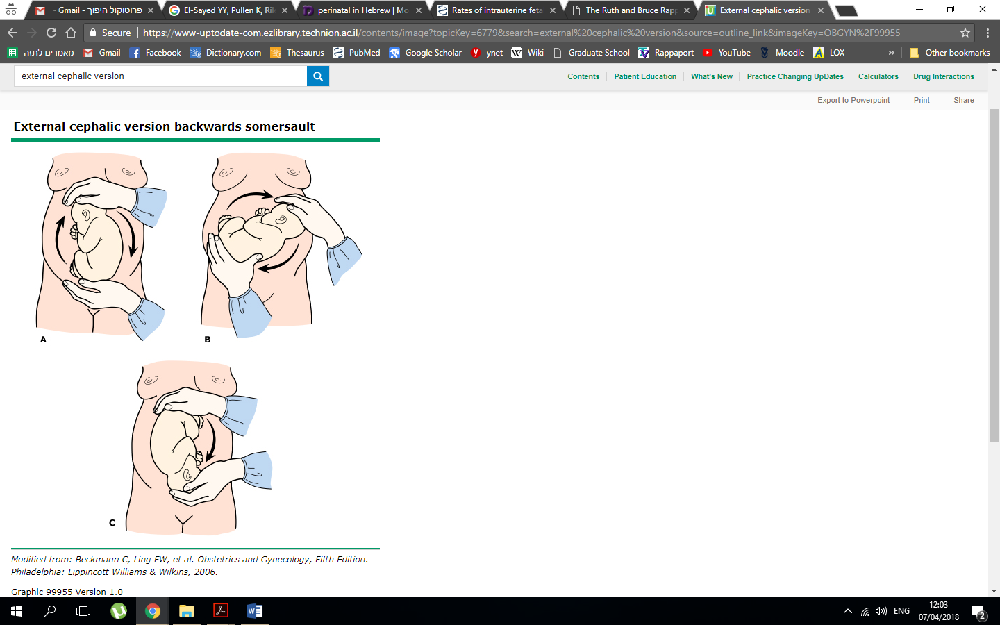 - Gmail - פרוטוקול היפוך
El-Sayed YY, Pullen K, Ril
perinatal in Hebrew | Mo
Rates of intrauterine feta
The Ruth and Bruce Rapp
External cephalic version
Secure
https://www-uptodate-com.ezlibrary.technion.ac.il/contents/image?topicKey=6779&search=external%20cephalic%20version&source=outline_link&imageKey=OBGYN%2F99955
מאמרים לתזה
Gmail
Facebook
Dictionary.com
Thesaurus
PubMed
Google Scholar
ynet
Wiki
Graduate School
Rappaport
YouTube
Moodle
LOX
»
Other bookmarks
external cephalic version
Contents
Patient Education
What's New
Practice Changing UpDates
Calculators
Drug Interactions
Export to Powerpoint
Print
Share
External cephalic version backwards somersault
A
B
C
Modified from: Beckmann C, Ling FW, et al. Obstetrics and Gynecology, Fifth Edition.
Philadelphia: Lippincott Williams & Wilkins, 2006.
Graphic 99955 Version 1.0
ENG
12:03
07/04/2018
2